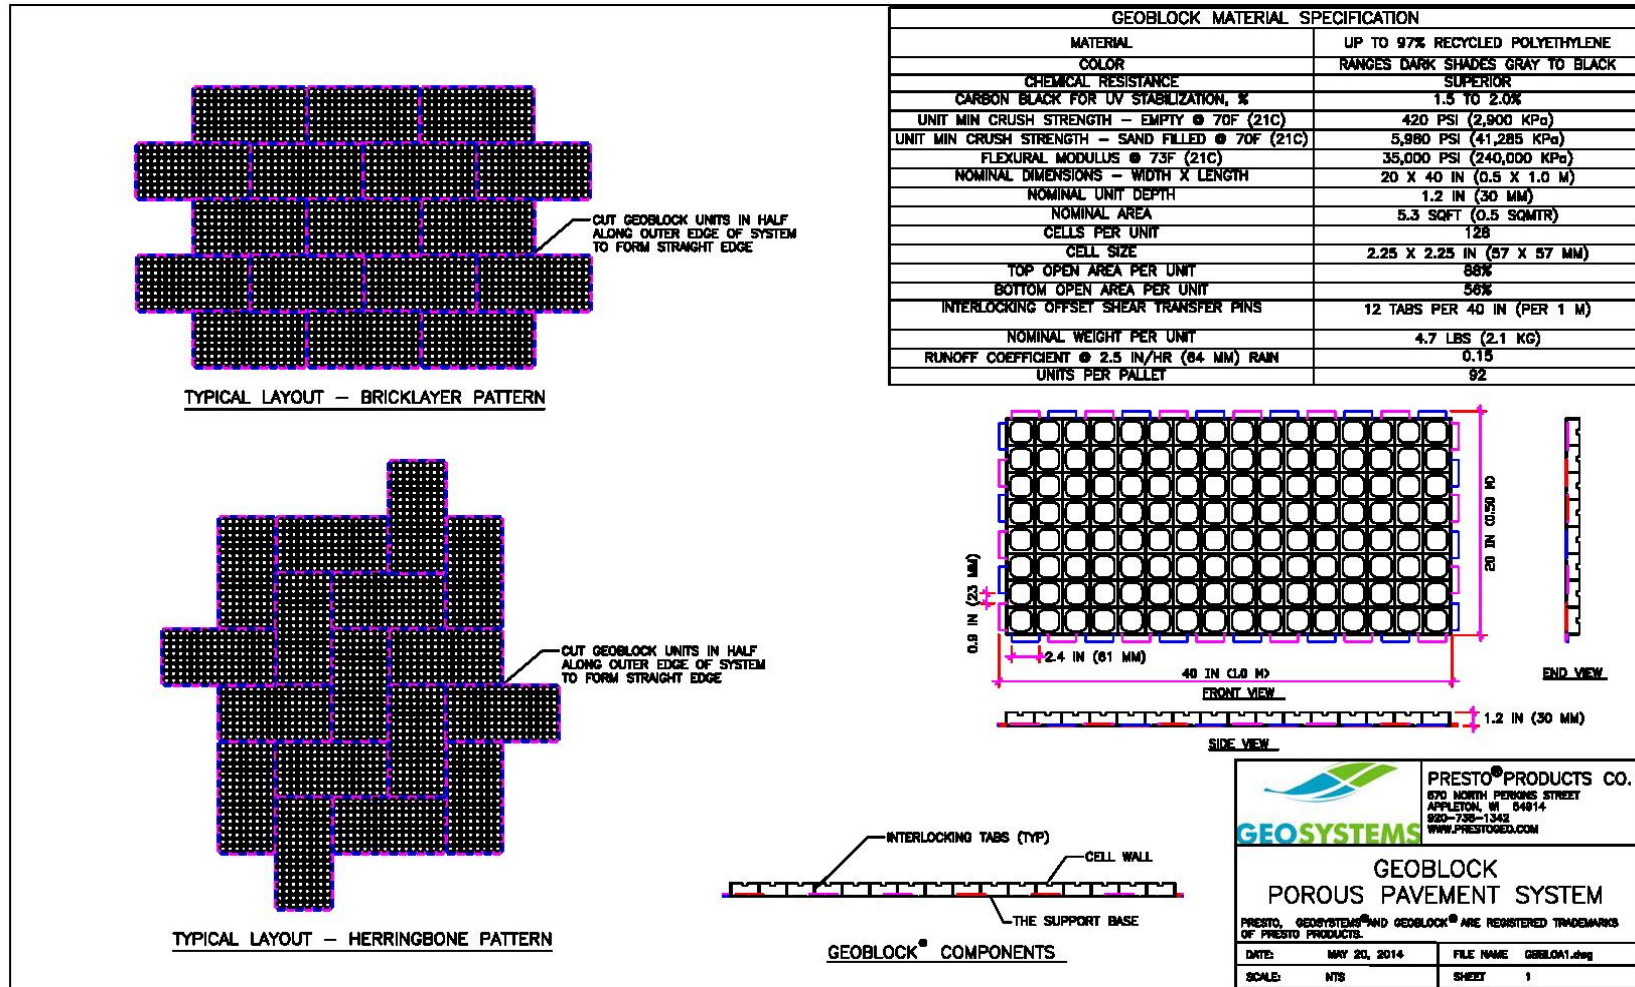 GEOBLOCK MATERIAL SPECIFICATION
MATERIAL UP TO 97% RECYCLED POLYETHYLENE
COLOR RANGES DARK SHADES GRAY TO BLACK
CHEMICAL RESISTANCE SUPERIOR
CARBON BLACK FOR UV STABILIZATION, % 1.5 TO 2.0%
UNIT MIN CRUSH STRENGTH – EMPTY @ 70F (21C) 420 PSI (2,900 KPa)
UNIT MIN CRUSH STRENGTH – SAND FILLED @ 70F (21C) 5,980 PSI (41,285 KPa)
FLEXURAL MODULUS @ 73F (21C) 35,000 PSI (240,000 KPa)
NOMINAL DIMENSIONS – WIDTH X LENGTH 20 X 40 IN (0.5 X 1.0 M)
NOMINAL UNIT DEPTH 1.2 IN (30 MM)
NOMINAL AREA 5.3 SQFT (0.5 SQMTR)
CELLS PER UNIT 128
CELL SIZE 2.25 X 2.25 IN (57 X 57 MM)
TOP OPEN AREA PER UNIT 88%
BOTTOM OPEN AREA PER UNIT 56%
INTERLOCKING OFFSET SHEAR TRANSFER PINS 12 TABS PER 40 IN (PER 1 M)
NOMINAL WEIGHT PER UNIT 4.7 LBS (2.1 KG)
RUNOFF COEFFICIENT @ 2.5 IN/HR (64 MM) RAIN 0.15
UNITS PER PALLET 92
CUT GEOBLOCK UNITS IN HALF
ALONG OUTER EDGE OF SYSTEM
TO FORM STRAIGHT EDGE
TYPICAL LAYOUT – BRICKLAYER PATTERN
CUT GEOBLOCK UNITS IN HALF
ALONG OUTER EDGE OF SYSTEM
TO FORM STRAIGHT EDGE
TYPICAL LAYOUT – HERRINGBONE PATTERN
0.9 IN (23 MM)
2.4 IN (61 MM)
20 IN (0.50 M)
40 IN (1.0 M)
FRONT VIEW
END VIEW
1.2 IN (30 MM)
SIDE VIEW
INTERLOCKING TABS (TYP)
CELL WALL
THE SUPPORT BASE
GEOBLOCK® COMPONENTS
GEOSYSTEMS
PRESTO® PRODUCTS CO.
670 NORTH PERKINS STREET
APPLETON, WI 54914
920-738-1342
WWW.PRESTOGEO.COM
GEOBLOCK
POROUS PAVEMENT SYSTEM
PRESTO, GEOSYSTEMS® AND GEOBLOCK® ARE REGISTERED TRADEMARKS
OF PRESTO PRODUCTS.
DATE: MAY 20, 2014 FILE NAME GBBLOA1.dwg
SCALE: NTS SHEET 1